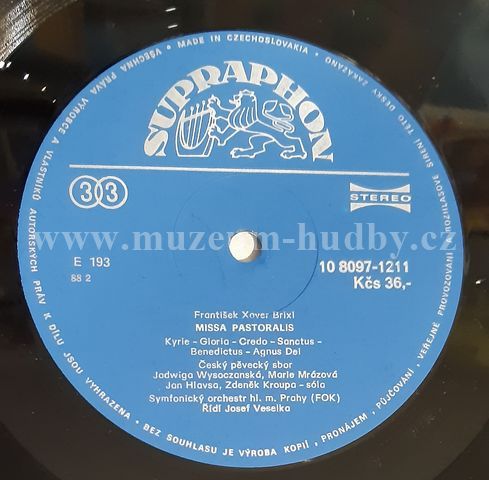 VŠECHNA PRÁVA VÝROBCE A VLASTNÍKŮ AUTORSKÝCH PRÁV K DÍLU JSOU VYHRAZENA • BEZ SOUHLASU JE VÝROBA KOPIÍ, PRONÁJEM, PŮJČOVÁNÍ, VEŘEJNÉ PROVOZOVÁNÍ I ROZHLASOVÉ ŠÍŘENÍ TÉTO DESKY ZAKÁZÁNO
• MADE IN CZECHOSLOVAKIA •
SUPRAPHON
33
STEREO
www.muzeum-hudby.cz
E 193
88 2
10 8097-1211
Kčs 36,-
František Xaver Brixi
MISSA PASTORALIS
Kyrie - Gloria - Credo - Sanctus -
Benedictus - Agnus Dei
Český pěvecký sbor
Jadwiga Wysoczanská, Marie Mrázová
Jan Hlavsa, Zdeněk Kroupa - sóla
Symfonický orchestr hl. m. Prahy (FOK)
Řídí Josef Veselka